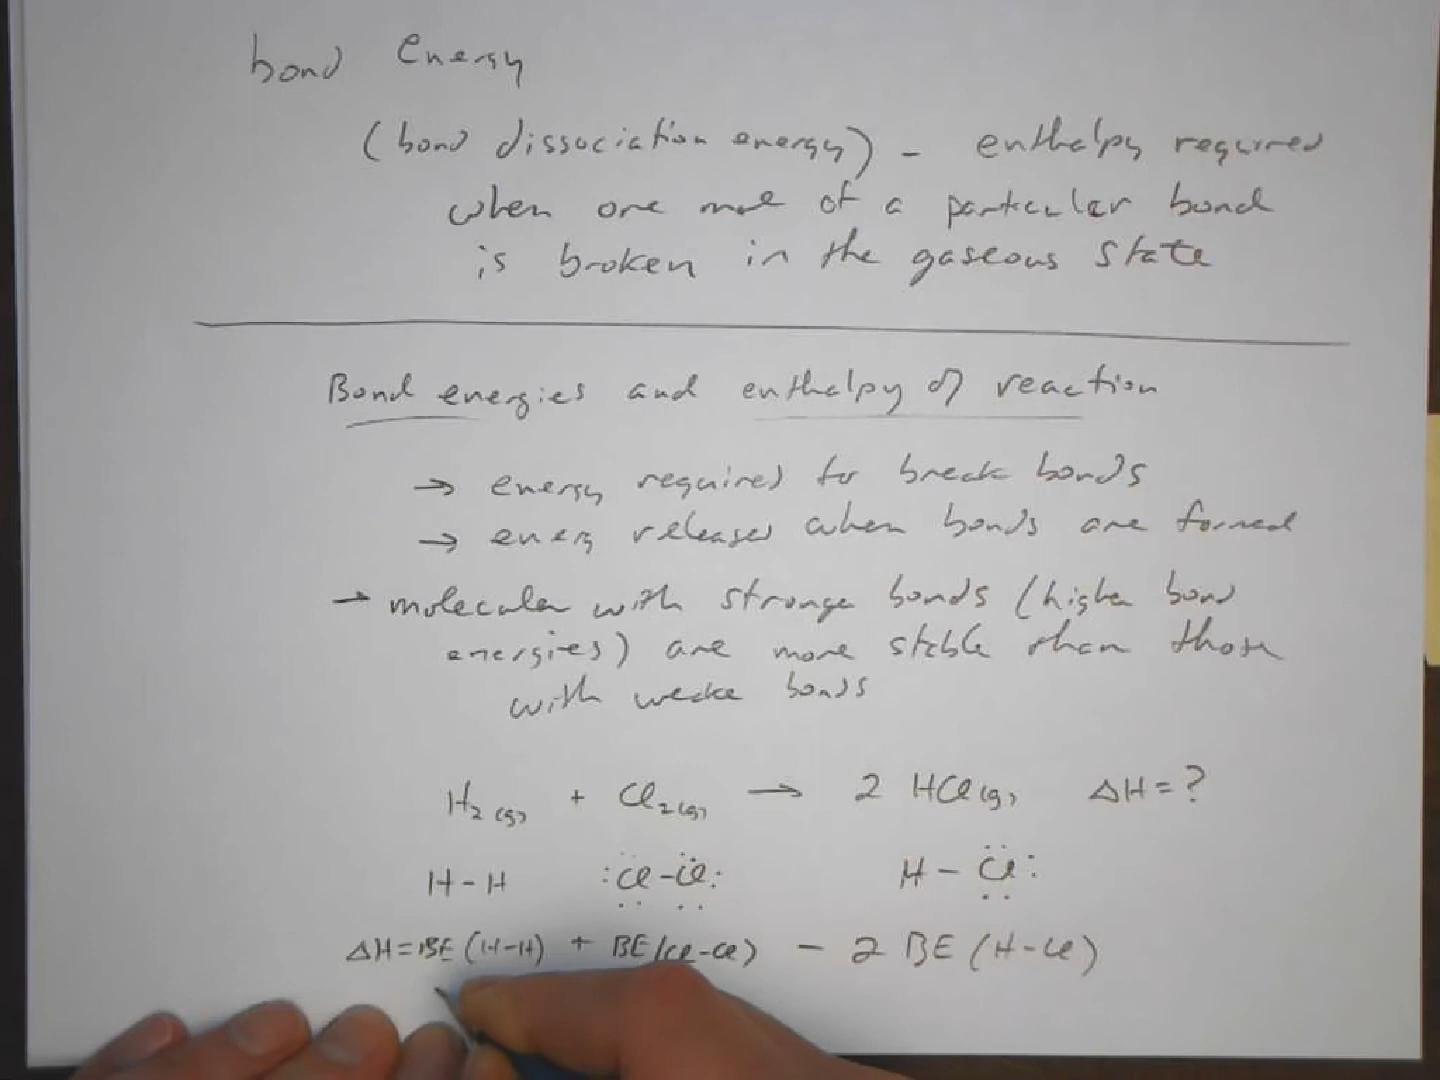 bond energy
(bond dissociation energy) - enthalpy required
when one mole of a particular bond
is broken in the gaseous state
Bond energies and enthalpy of reaction
→ energy required to break bonds
→ energ released when bonds are formed
→ molecules with stronger bonds (higher bond
energies) are more stable than those
with weaker bonds
H₂(g) + Cl₂(g) → 2 HCl(g) ΔH = ?
H-H :Cl-Cl: H-Cl:
ΔH = BE(H-H) + BE(Cl-Cl) - 2 BE(H-Cl)